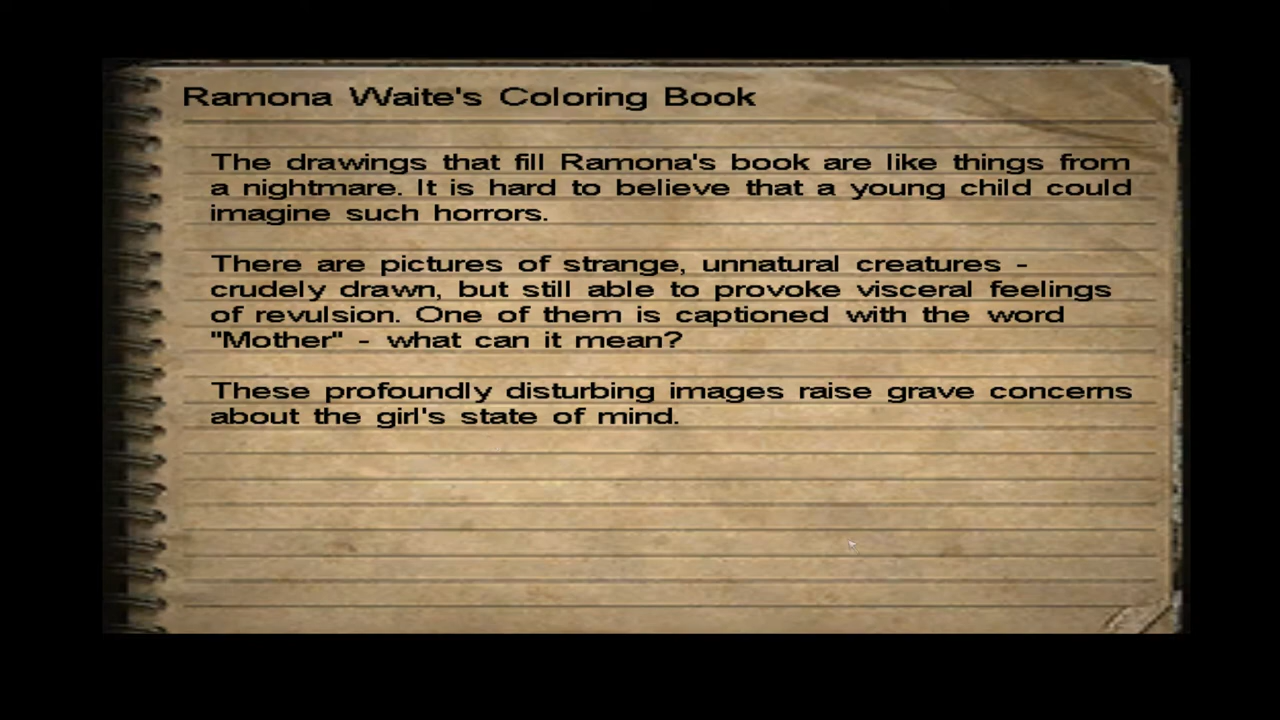 Ramona Waite's Coloring Book
The drawings that fill Ramona's book are like things from
a nightmare. It is hard to believe that a young child could
imagine such horrors.
There are pictures of strange, unnatural creatures -
crudely drawn, but still able to provoke visceral feelings
of revulsion. One of them is captioned with the word
"Mother" - what can it mean?
These profoundly disturbing images raise grave concerns
about the girl's state of mind.